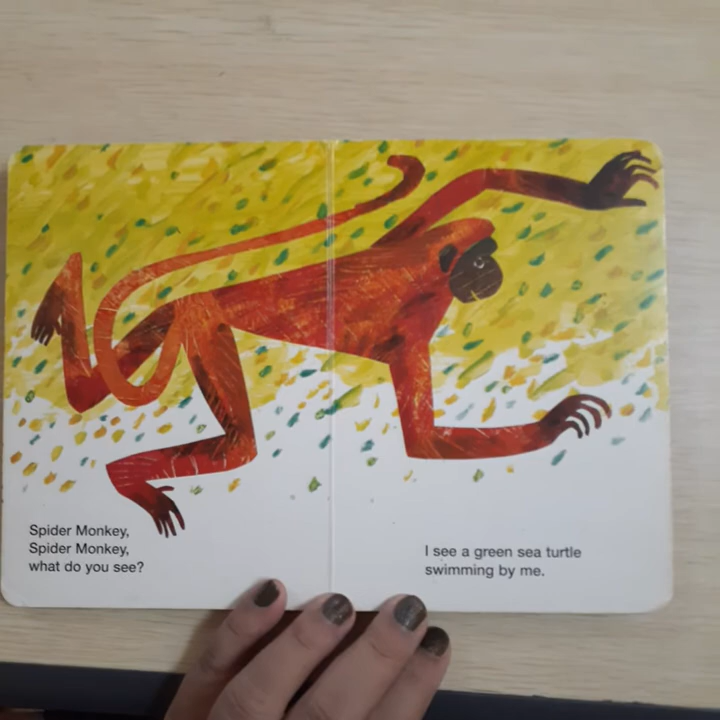 Spider Monkey,
Spider Monkey,
what do you see?
I see a green sea turtle
swimming by me.